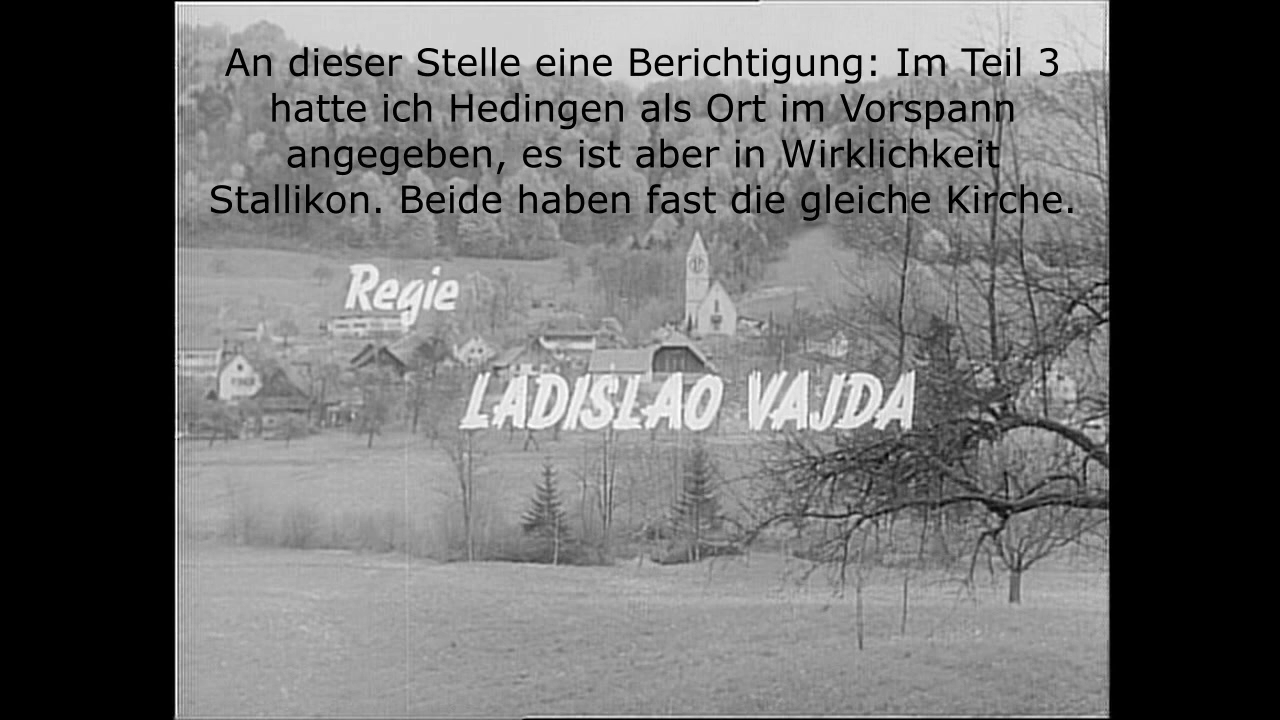 An dieser Stelle eine Berichtigung: Im Teil 3
hatte ich Hedingen als Ort im Vorspann
angegeben, es ist aber in Wirklichkeit
Stallikon. Beide haben fast die gleiche Kirche.
Regie
LADISLAO VAJDA